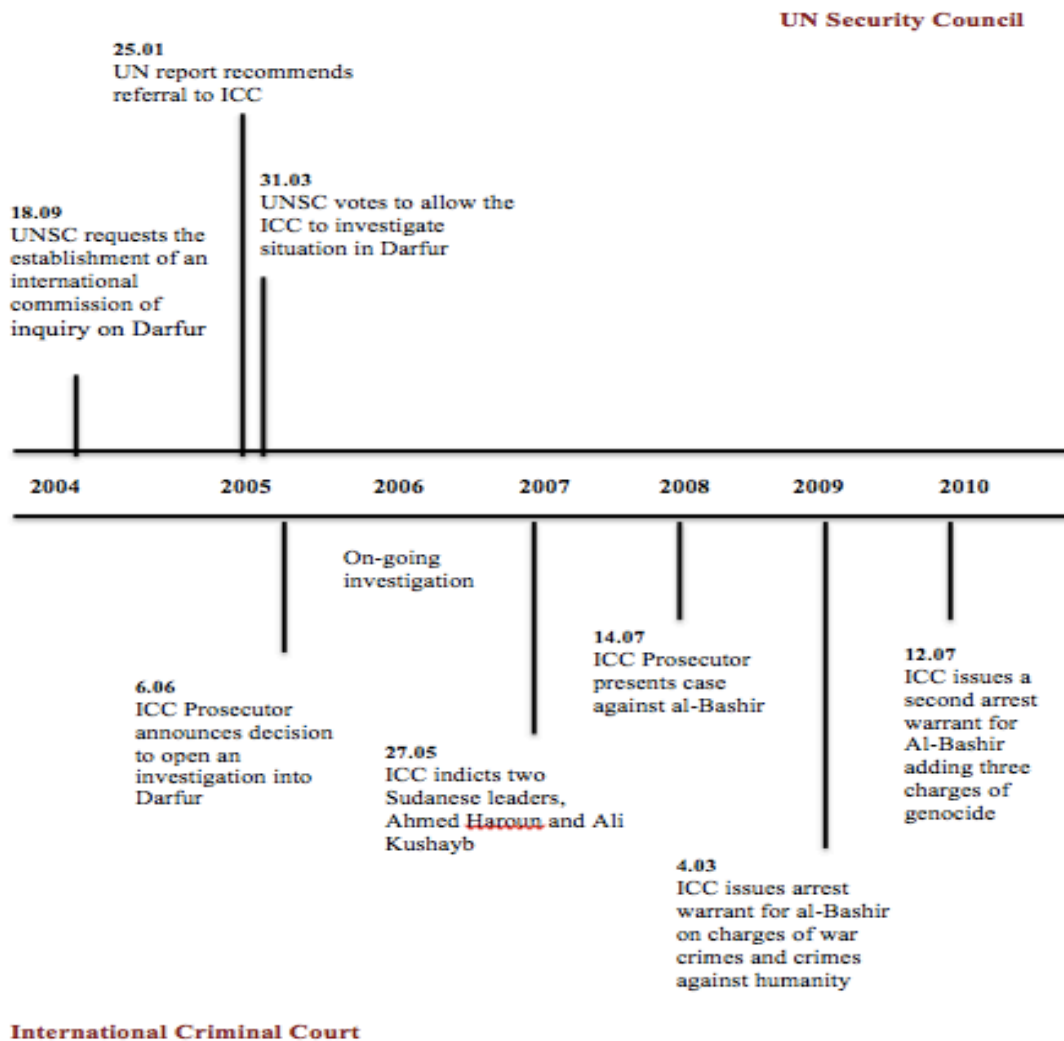 UN Security Council
25.01
UN report recommends
referral to ICC
31.03
UNSC votes to allow the
ICC to investigate
situation in Darfur
18.09
UNSC requests the
establishment of an
international
commission of
inquiry on Darfur
2004 2005 2006 2007 2008 2009 2010
On-going
investigation
6.06
ICC Prosecutor
announces decision
to open an
investigation into
Darfur
27.05
ICC indicts two
Sudanese leaders,
Ahmed Haroun and Ali
Kushayb
14.07
ICC Prosecutor
presents case
against al-Bashir
4.03
ICC issues arrest
warrant for al-Bashir
on charges of war
crimes and crimes
against humanity
12.07
ICC issues a
second arrest
warrant for
Al-Bashir
adding three
charges of
genocide
International Criminal Court